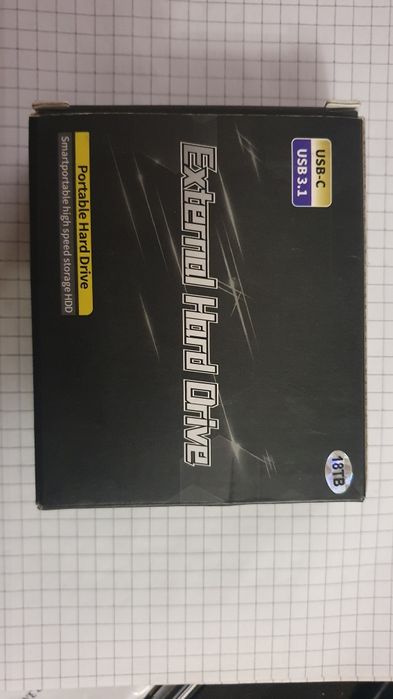 USB-C
USB 3.1
External Hard Drive
18TB
Portable Hard Drive
Smartportable high speed storage HDD